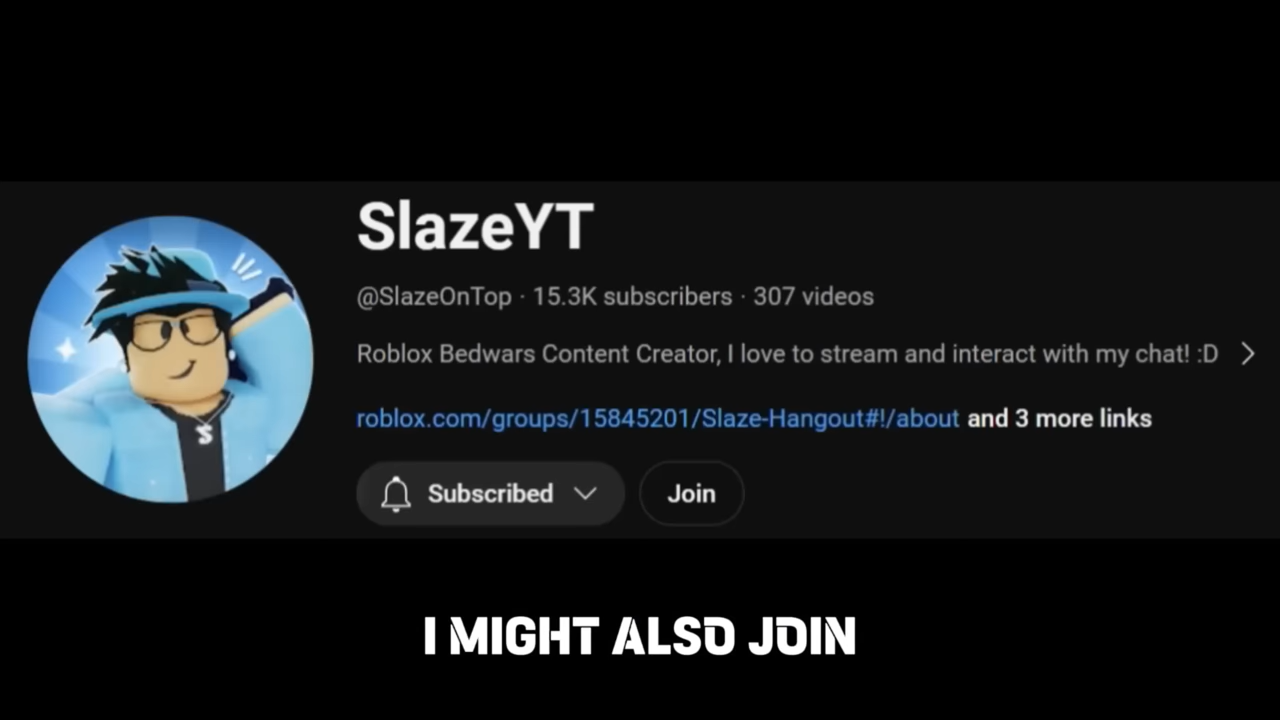 SlazeYT
@SlazeOnTop · 15.3K subscribers · 307 videos
Roblox Bedwars Content Creator, I love to stream and interact with my chat! :D
roblox.com/groups/15845201/Slaze-Hangout#!/about and 3 more links
Subscribed Join
I MIGHT ALSO JOIN